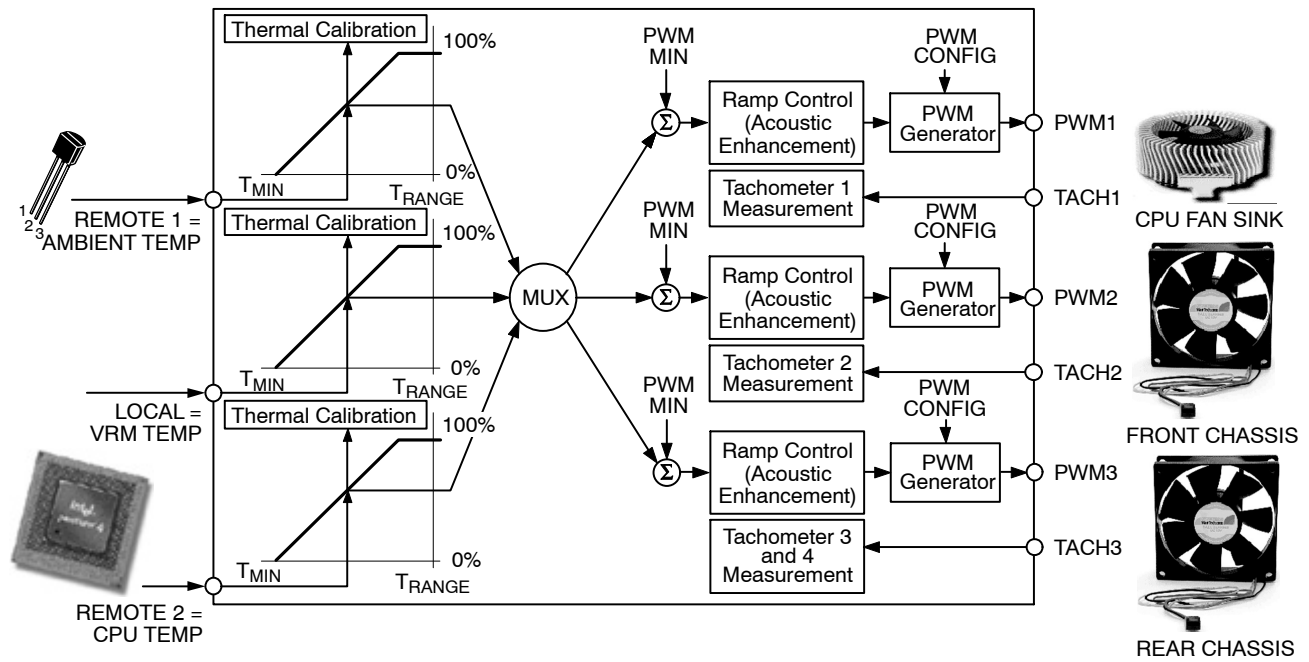 Thermal Calibration
100%
0%
T_MIN
T_RANGE
1
2
3
REMOTE 1 =
AMBIENT TEMP
Thermal Calibration
100%
0%
T_MIN
T_RANGE
LOCAL =
VRM TEMP
Thermal Calibration
100%
0%
T_MIN
T_RANGE
intel
pentium 4
REMOTE 2 =
CPU TEMP
MUX
PWM
MIN
Σ
Ramp Control
(Acoustic
Enhancement)
PWM
CONFIG
PWM
Generator
PWM1
Tachometer 1
Measurement
TACH1
CPU FAN SINK
PWM
MIN
Σ
Ramp Control
(Acoustic
Enhancement)
PWM
CONFIG
PWM
Generator
PWM2
Tachometer 2
Measurement
TACH2
FRONT CHASSIS
PWM
MIN
Σ
Ramp Control
(Acoustic
Enhancement)
PWM
CONFIG
PWM
Generator
PWM3
Tachometer 3
and 4
Measurement
TACH3
REAR CHASSIS